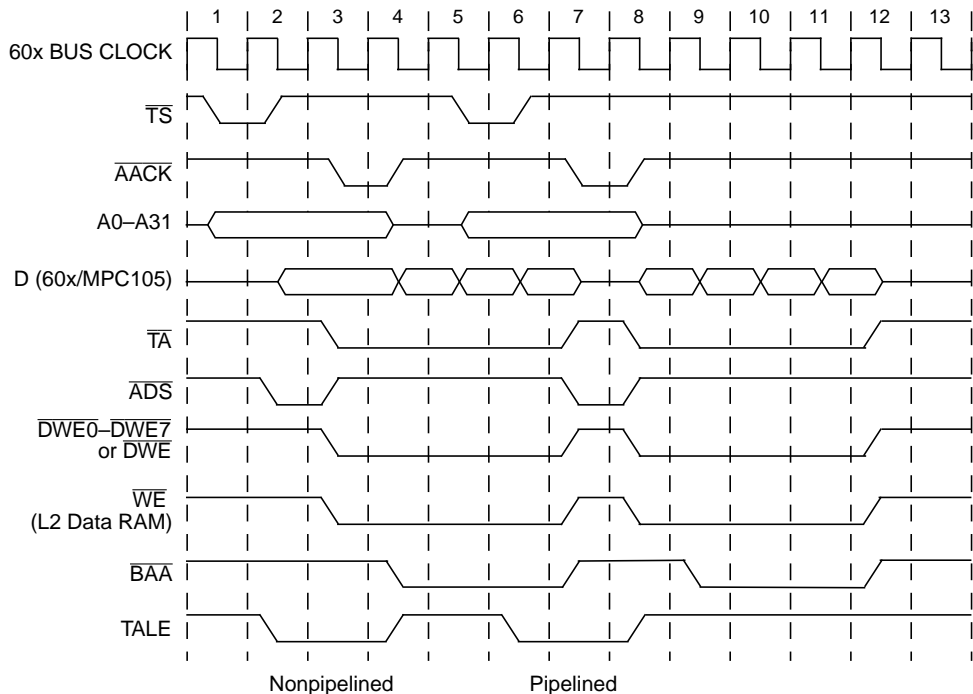 1 2 3 4 5 6 7 8 9 10 11 12 13
60x BUS CLOCK
TS
AACK
A0–A31
D (60x/MPC105)
TA
ADS
DWE0–DWE7
or DWE
WE
(L2 Data RAM)
BAA
TALE
Nonpipelined Pipelined